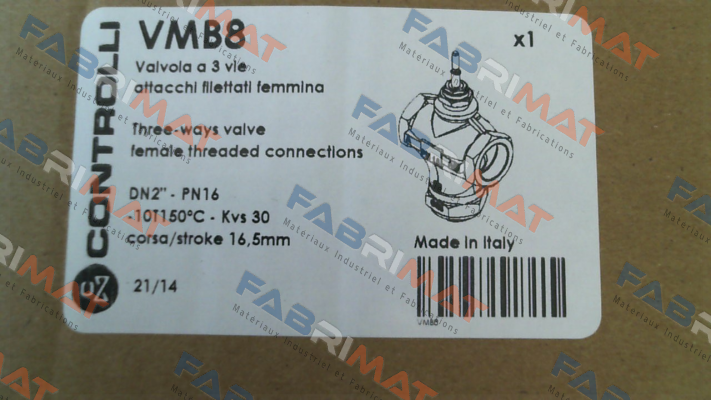 CONTROLLI
VMB8
x1
Valvola a 3 vie
attacchi filettati femmina
Three-ways valve
female threaded connections
DN2" - PN16
-10T150°C - Kvs 30
corsa/stroke 16,5mm
Made in Italy
21/14
VMB8
FABRIMAT
Materiaux Industriel et Fabrications